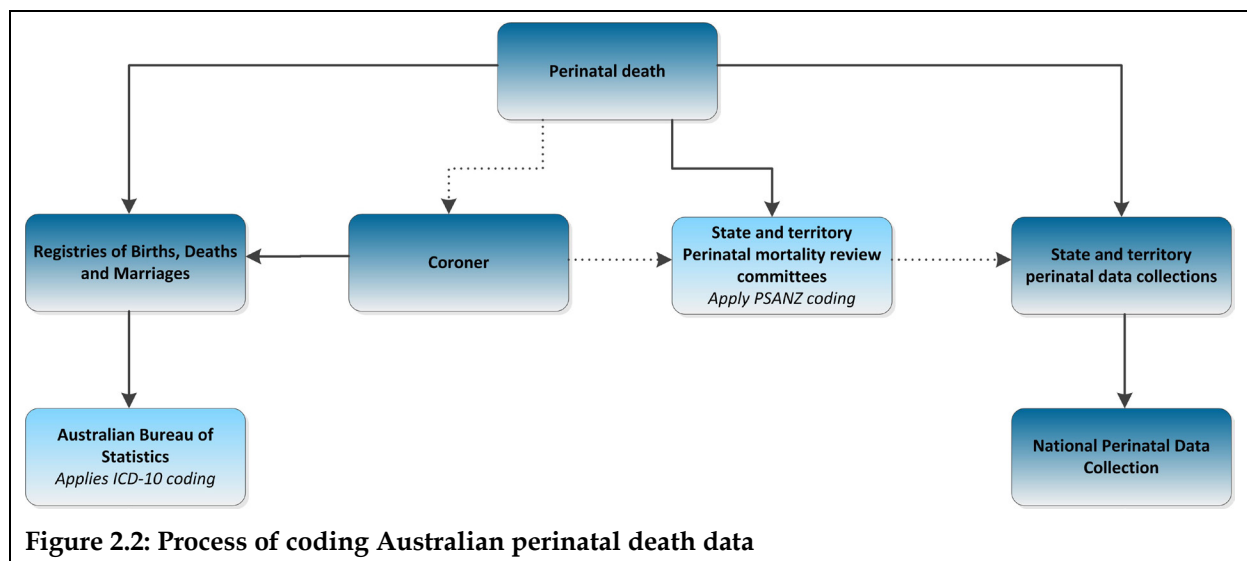 Perinatal death
Registries of Births, Deaths
and Marriages
Coroner
State and territory
Perinatal mortality review
committees
Apply PSANZ coding
State and territory
perinatal data collections
Australian Bureau of
Statistics
Applies ICD-10 coding
National Perinatal Data
Collection
Figure 2.2: Process of coding Australian perinatal death data